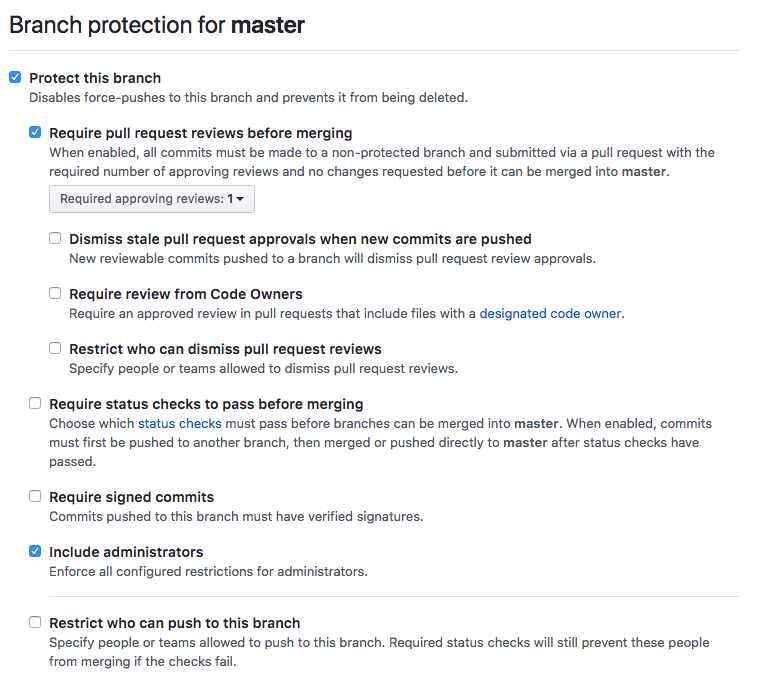 Branch protection for master
Protect this branch
Disables force-pushes to this branch and prevents it from being deleted.
Require pull request reviews before merging
When enabled, all commits must be made to a non-protected branch and submitted via a pull request with the
required number of approving reviews and no changes requested before it can be merged into master.
Required approving reviews: 1
Dismiss stale pull request approvals when new commits are pushed
New reviewable commits pushed to a branch will dismiss pull request review approvals.
Require review from Code Owners
Require an approved review in pull requests that include files with a designated code owner.
Restrict who can dismiss pull request reviews
Specify people or teams allowed to dismiss pull request reviews.
Require status checks to pass before merging
Choose which status checks must pass before branches can be merged into master. When enabled, commits
must first be pushed to another branch, then merged or pushed directly to master after status checks have
passed.
Require signed commits
Commits pushed to this branch must have verified signatures.
Include administrators
Enforce all configured restrictions for administrators.
Restrict who can push to this branch
Specify people or teams allowed to push to this branch. Required status checks will still prevent these people
from merging if the checks fail.